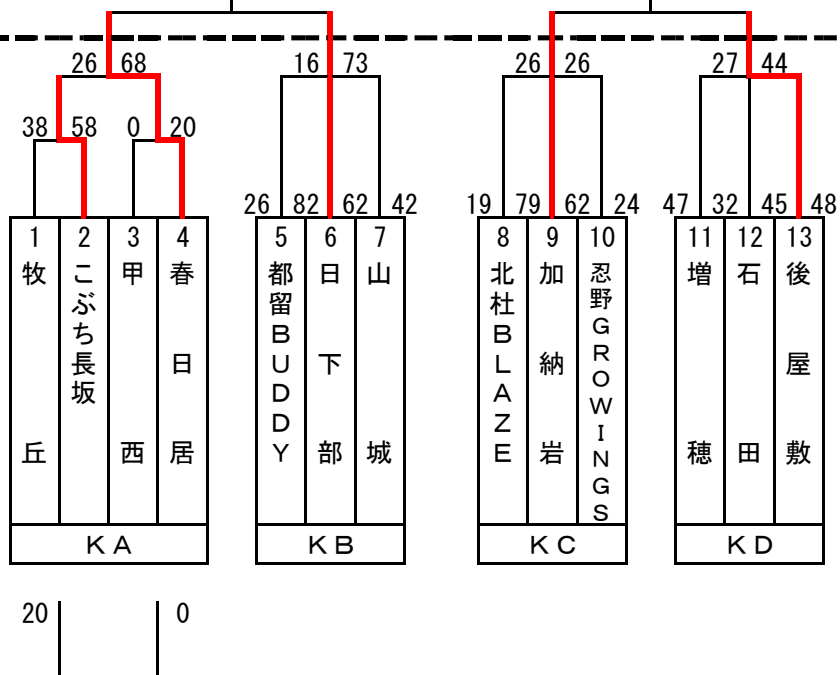 26 68
16 73
26 26
27 44
38 58
0 20
26 82 62 42
19 79 62 24
47 32 45 48
1 2 3 4
5 6 7
8 9 10
11 12 13
牧丘
こぶち長坂
甲西
春日居
都留BUDDY
日下部
山城
北杜BLAZE
加納岩
忍野GROWINGS
増穂
石田
後屋敷
KA
KB
KC
KD
20 0